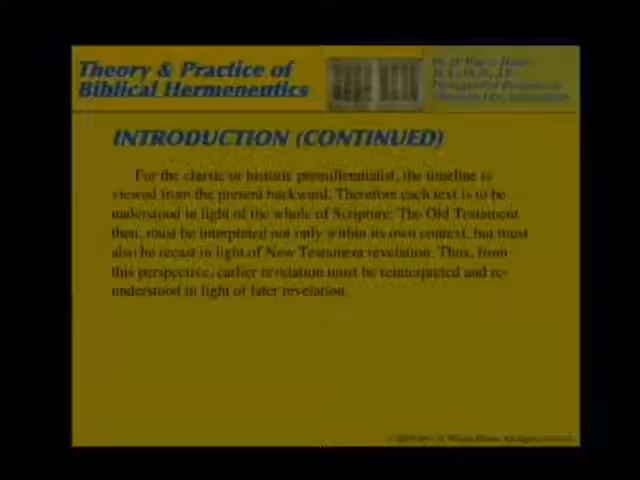 Theory & Practice of
Biblical Hermeneutics
INTRODUCTION (CONTINUED)
For the classic or historic premillennialist, the timeline is
viewed from the present backward. Therefore each text is to be
understood in light of the whole of Scripture. The Old Testament
then, must be interpreted not only within its own context, but must
also be recast in light of New Testament revelation. Thus, from
this perspective, earlier revelation must be reinterpreted and re-
understood in light of later revelation.